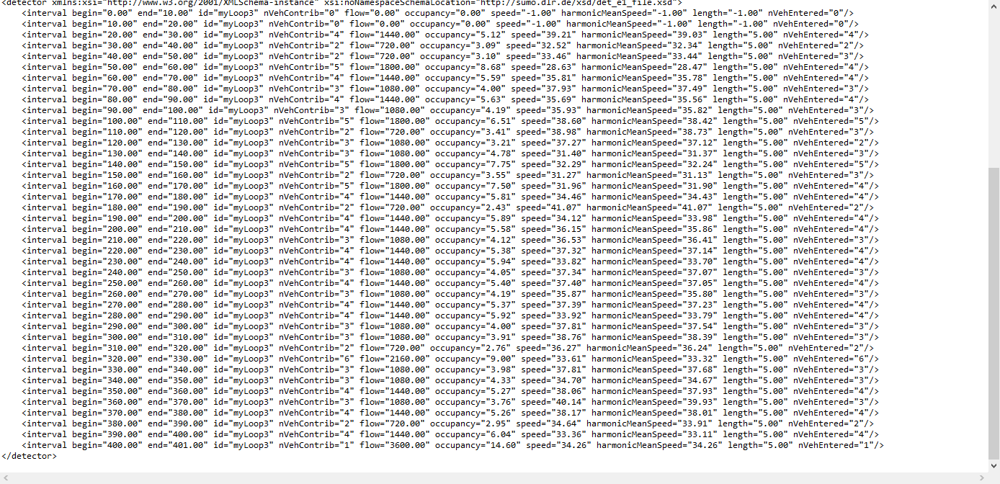 <detector xmlns:xsi="http://www.w3.org/2001/XMLSchema-instance" xsi:noNamespaceSchemaLocation="http://sumo.dlr.de/xsd/det_e1_file.xsd">
<interval begin="0.00" end="10.00" id="myLoop3" nVehContrib="0" flow="0.00" occupancy="0.00" speed="-1.00" harmonicMeanSpeed="-1.00" length="-1.00" nVehEntered="0"/>
<interval begin="10.00" end="20.00" id="myLoop3" nVehContrib="0" flow="0.00" occupancy="0.00" speed="-1.00" harmonicMeanSpeed="-1.00" length="-1.00" nVehEntered="0"/>
<interval begin="20.00" end="30.00" id="myLoop3" nVehContrib="4" flow="1440.00" occupancy="5.12" speed="39.21" harmonicMeanSpeed="39.03" length="5.00" nVehEntered="4"/>
<interval begin="30.00" end="40.00" id="myLoop3" nVehContrib="2" flow="720.00" occupancy="3.09" speed="32.52" harmonicMeanSpeed="32.34" length="5.00" nVehEntered="2"/>
<interval begin="40.00" end="50.00" id="myLoop3" nVehContrib="2" flow="720.00" occupancy="3.10" speed="33.46" harmonicMeanSpeed="33.44" length="5.00" nVehEntered="3"/>
<interval begin="50.00" end="60.00" id="myLoop3" nVehContrib="5" flow="1800.00" occupancy="8.68" speed="28.63" harmonicMeanSpeed="28.47" length="5.00" nVehEntered="4"/>
<interval begin="60.00" end="70.00" id="myLoop3" nVehContrib="4" flow="1440.00" occupancy="5.59" speed="35.81" harmonicMeanSpeed="35.78" length="5.00" nVehEntered="4"/>
<interval begin="70.00" end="80.00" id="myLoop3" nVehContrib="3" flow="1080.00" occupancy="4.00" speed="37.93" harmonicMeanSpeed="37.49" length="5.00" nVehEntered="3"/>
<interval begin="80.00" end="90.00" id="myLoop3" nVehContrib="4" flow="1440.00" occupancy="5.63" speed="35.69" harmonicMeanSpeed="35.56" length="5.00" nVehEntered="4"/>
<interval begin="90.00" end="100.00" id="myLoop3" nVehContrib="3" flow="1080.00" occupancy="4.19" speed="35.93" harmonicMeanSpeed="35.82" length="5.00" nVehEntered="3"/>
<interval begin="100.00" end="110.00" id="myLoop3" nVehContrib="5" flow="1800.00" occupancy="6.51" speed="38.60" harmonicMeanSpeed="38.42" length="5.00" nVehEntered="5"/>
<interval begin="110.00" end="120.00" id="myLoop3" nVehContrib="2" flow="720.00" occupancy="3.41" speed="38.98" harmonicMeanSpeed="38.73" length="5.00" nVehEntered="3"/>
<interval begin="120.00" end="130.00" id="myLoop3" nVehContrib="3" flow="1080.00" occupancy="3.21" speed="37.27" harmonicMeanSpeed="37.12" length="5.00" nVehEntered="2"/>
<interval begin="130.00" end="140.00" id="myLoop3" nVehContrib="3" flow="1080.00" occupancy="4.78" speed="31.40" harmonicMeanSpeed="31.37" length="5.00" nVehEntered="3"/>
<interval begin="140.00" end="150.00" id="myLoop3" nVehContrib="5" flow="1800.00" occupancy="7.75" speed="32.29" harmonicMeanSpeed="32.24" length="5.00" nVehEntered="5"/>
<interval begin="150.00" end="160.00" id="myLoop3" nVehContrib="2" flow="720.00" occupancy="3.55" speed="31.27" harmonicMeanSpeed="31.13" length="5.00" nVehEntered="3"/>
<interval begin="160.00" end="170.00" id="myLoop3" nVehContrib="5" flow="1800.00" occupancy="7.50" speed="31.96" harmonicMeanSpeed="31.90" length="5.00" nVehEntered="4"/>
<interval begin="170.00" end="180.00" id="myLoop3" nVehContrib="4" flow="1440.00" occupancy="5.81" speed="34.46" harmonicMeanSpeed="34.43" length="5.00" nVehEntered="4"/>
<interval begin="180.00" end="190.00" id="myLoop3" nVehContrib="2" flow="720.00" occupancy="2.43" speed="41.07" harmonicMeanSpeed="41.07" length="5.00" nVehEntered="2"/>
<interval begin="190.00" end="200.00" id="myLoop3" nVehContrib="4" flow="1440.00" occupancy="5.89" speed="34.12" harmonicMeanSpeed="33.98" length="5.00" nVehEntered="4"/>
<interval begin="200.00" end="210.00" id="myLoop3" nVehContrib="4" flow="1440.00" occupancy="5.58" speed="36.15" harmonicMeanSpeed="35.86" length="5.00" nVehEntered="4"/>
<interval begin="210.00" end="220.00" id="myLoop3" nVehContrib="3" flow="1080.00" occupancy="4.12" speed="36.53" harmonicMeanSpeed="36.41" length="5.00" nVehEntered="3"/>
<interval begin="220.00" end="230.00" id="myLoop3" nVehContrib="4" flow="1440.00" occupancy="5.38" speed="37.32" harmonicMeanSpeed="37.14" length="5.00" nVehEntered="4"/>
<interval begin="230.00" end="240.00" id="myLoop3" nVehContrib="4" flow="1440.00" occupancy="5.94" speed="33.82" harmonicMeanSpeed="33.70" length="5.00" nVehEntered="4"/>
<interval begin="240.00" end="250.00" id="myLoop3" nVehContrib="3" flow="1080.00" occupancy="4.05" speed="37.34" harmonicMeanSpeed="37.07" length="5.00" nVehEntered="3"/>
<interval begin="250.00" end="260.00" id="myLoop3" nVehContrib="4" flow="1440.00" occupancy="5.40" speed="37.40" harmonicMeanSpeed="37.05" length="5.00" nVehEntered="4"/>
<interval begin="260.00" end="270.00" id="myLoop3" nVehContrib="3" flow="1080.00" occupancy="4.19" speed="35.87" harmonicMeanSpeed="35.80" length="5.00" nVehEntered="3"/>
<interval begin="270.00" end="280.00" id="myLoop3" nVehContrib="4" flow="1440.00" occupancy="5.37" speed="37.39" harmonicMeanSpeed="37.23" length="5.00" nVehEntered="4"/>
<interval begin="280.00" end="290.00" id="myLoop3" nVehContrib="4" flow="1440.00" occupancy="5.92" speed="33.92" harmonicMeanSpeed="33.79" length="5.00" nVehEntered="4"/>
<interval begin="290.00" end="300.00" id="myLoop3" nVehContrib="3" flow="1080.00" occupancy="4.00" speed="37.81" harmonicMeanSpeed="37.54" length="5.00" nVehEntered="3"/>
<interval begin="300.00" end="310.00" id="myLoop3" nVehContrib="3" flow="1080.00" occupancy="3.91" speed="38.76" harmonicMeanSpeed="38.39" length="5.00" nVehEntered="3"/>
<interval begin="310.00" end="320.00" id="myLoop3" nVehContrib="2" flow="720.00" occupancy="2.76" speed="36.27" harmonicMeanSpeed="36.24" length="5.00" nVehEntered="2"/>
<interval begin="320.00" end="330.00" id="myLoop3" nVehContrib="6" flow="2160.00" occupancy="9.00" speed="33.61" harmonicMeanSpeed="33.32" length="5.00" nVehEntered="6"/>
<interval begin="330.00" end="340.00" id="myLoop3" nVehContrib="3" flow="1080.00" occupancy="3.98" speed="37.81" harmonicMeanSpeed="37.68" length="5.00" nVehEntered="3"/>
<interval begin="340.00" end="350.00" id="myLoop3" nVehContrib="3" flow="1080.00" occupancy="4.33" speed="34.70" harmonicMeanSpeed="34.67" length="5.00" nVehEntered="3"/>
<interval begin="350.00" end="360.00" id="myLoop3" nVehContrib="4" flow="1440.00" occupancy="5.27" speed="38.06" harmonicMeanSpeed="37.93" length="5.00" nVehEntered="4"/>
<interval begin="360.00" end="370.00" id="myLoop3" nVehContrib="3" flow="1080.00" occupancy="3.76" speed="40.14" harmonicMeanSpeed="39.93" length="5.00" nVehEntered="3"/>
<interval begin="370.00" end="380.00" id="myLoop3" nVehContrib="4" flow="1440.00" occupancy="5.26" speed="38.17" harmonicMeanSpeed="38.01" length="5.00" nVehEntered="4"/>
<interval begin="380.00" end="390.00" id="myLoop3" nVehContrib="2" flow="720.00" occupancy="2.95" speed="34.64" harmonicMeanSpeed="33.91" length="5.00" nVehEntered="2"/>
<interval begin="390.00" end="400.00" id="myLoop3" nVehContrib="4" flow="1440.00" occupancy="6.04" speed="33.36" harmonicMeanSpeed="33.11" length="5.00" nVehEntered="4"/>
<interval begin="400.00" end="401.00" id="myLoop3" nVehContrib="1" flow="3600.00" occupancy="14.60" speed="34.26" harmonicMeanSpeed="34.26" length="5.00" nVehEntered="1"/>
</detector>